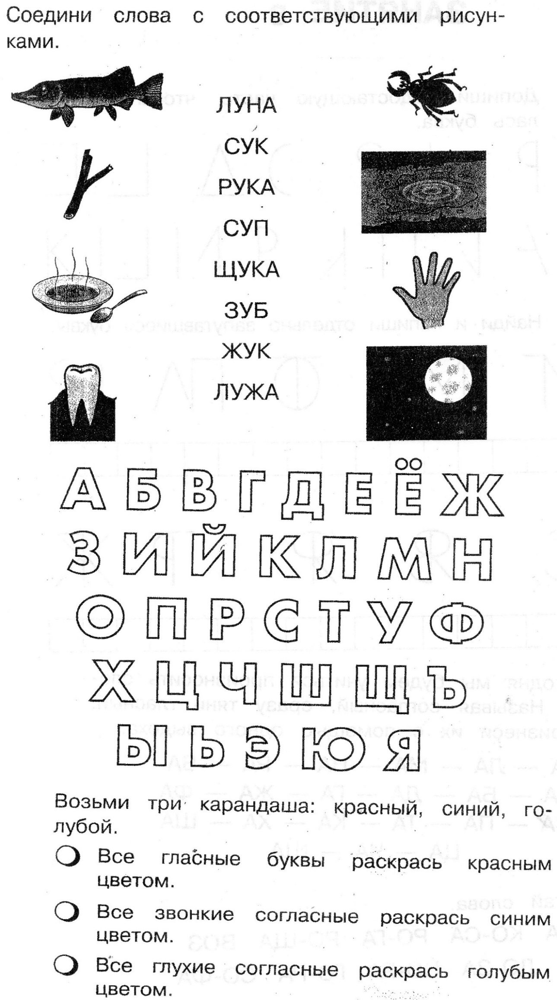 Соедини слова с соответствующими рисун-
ками.
ЛУНА
СУК
РУКА
СУП
ЩУКА
ЗУБ
ЖУК
ЛУЖА
А Б В Г Д Е Ё Ж
З И Й К Л М Н
О П Р С Т У Ф
Х Ц Ч Ш Щ Ъ
Ы Ь Э Ю Я
Возьми три карандаша: красный, синий, го-
лубой.
Все гласные буквы раскрась красным
цветом.
Все звонкие согласные раскрась синим
цветом.
Все глухие согласные раскрась голубым
цветом.